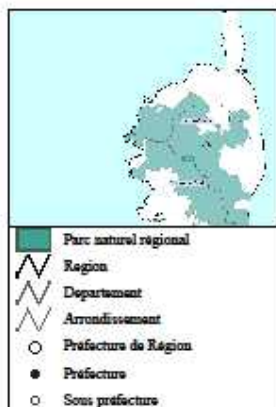 Parc naturel régional
Region
Departement
Arrondissement
Préfecture de Région
Préfecture
Sous préfecture